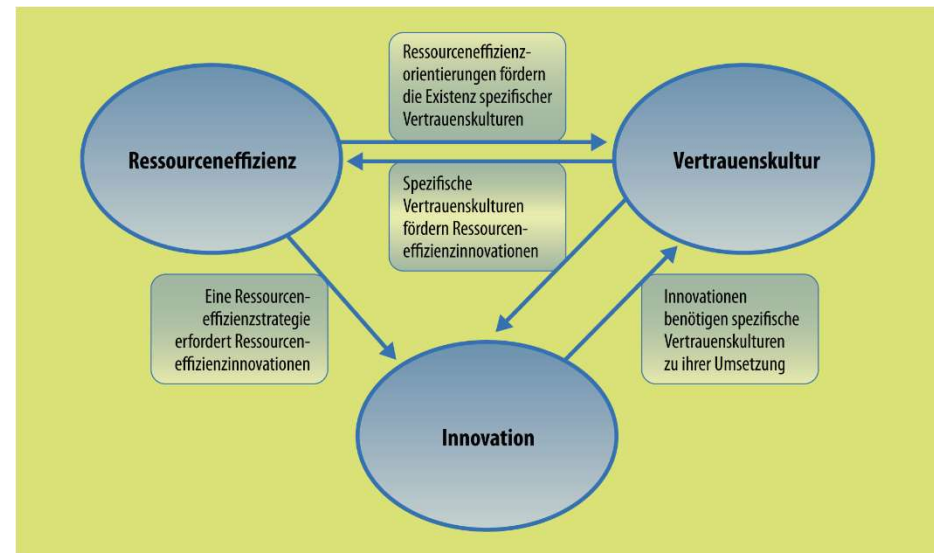 Ressourceneffizienz-
orientierungen fördern
die Existenz spezifischer
Vertrauenskulturen
Ressourceneffizienz
Vertrauenskultur
Spezifische
Vertrauenskulturen
fördern Ressourcen-
effizienzinnovationen
Eine Ressourcen-
effizienzstrategie
erfordert Ressourcen-
effizienzinnovationen
Innovationen
benötigen spezifische
Vertrauenskulturen
zu ihrer Umsetzung
Innovation